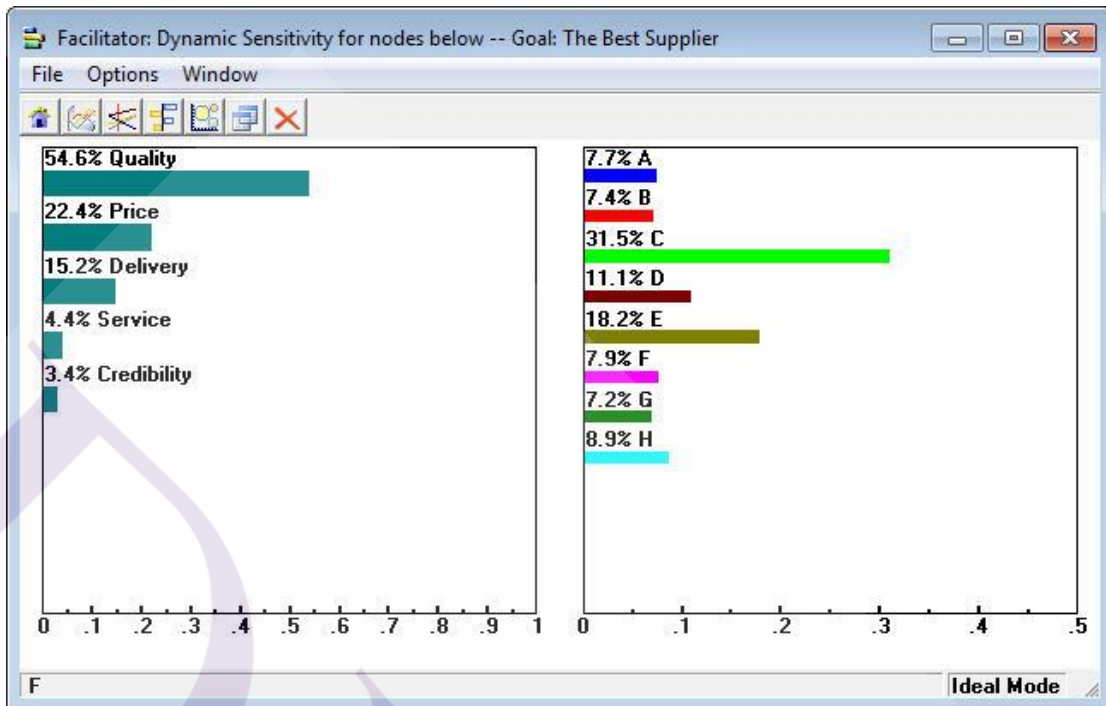 Facilitator: Dynamic Sensitivity for nodes below -- Goal: The Best Supplier
File Options Window
54.6% Quality
22.4% Price
15.2% Delivery
4.4% Service
3.4% Credibility
0 .1 .2 .3 .4 .5 .6 .7 .8 .9 1
7.7% A
7.4% B
31.5% C
11.1% D
18.2% E
7.9% F
7.2% G
8.9% H
0 .1 .2 .3 .4 .5
F
Ideal Mode